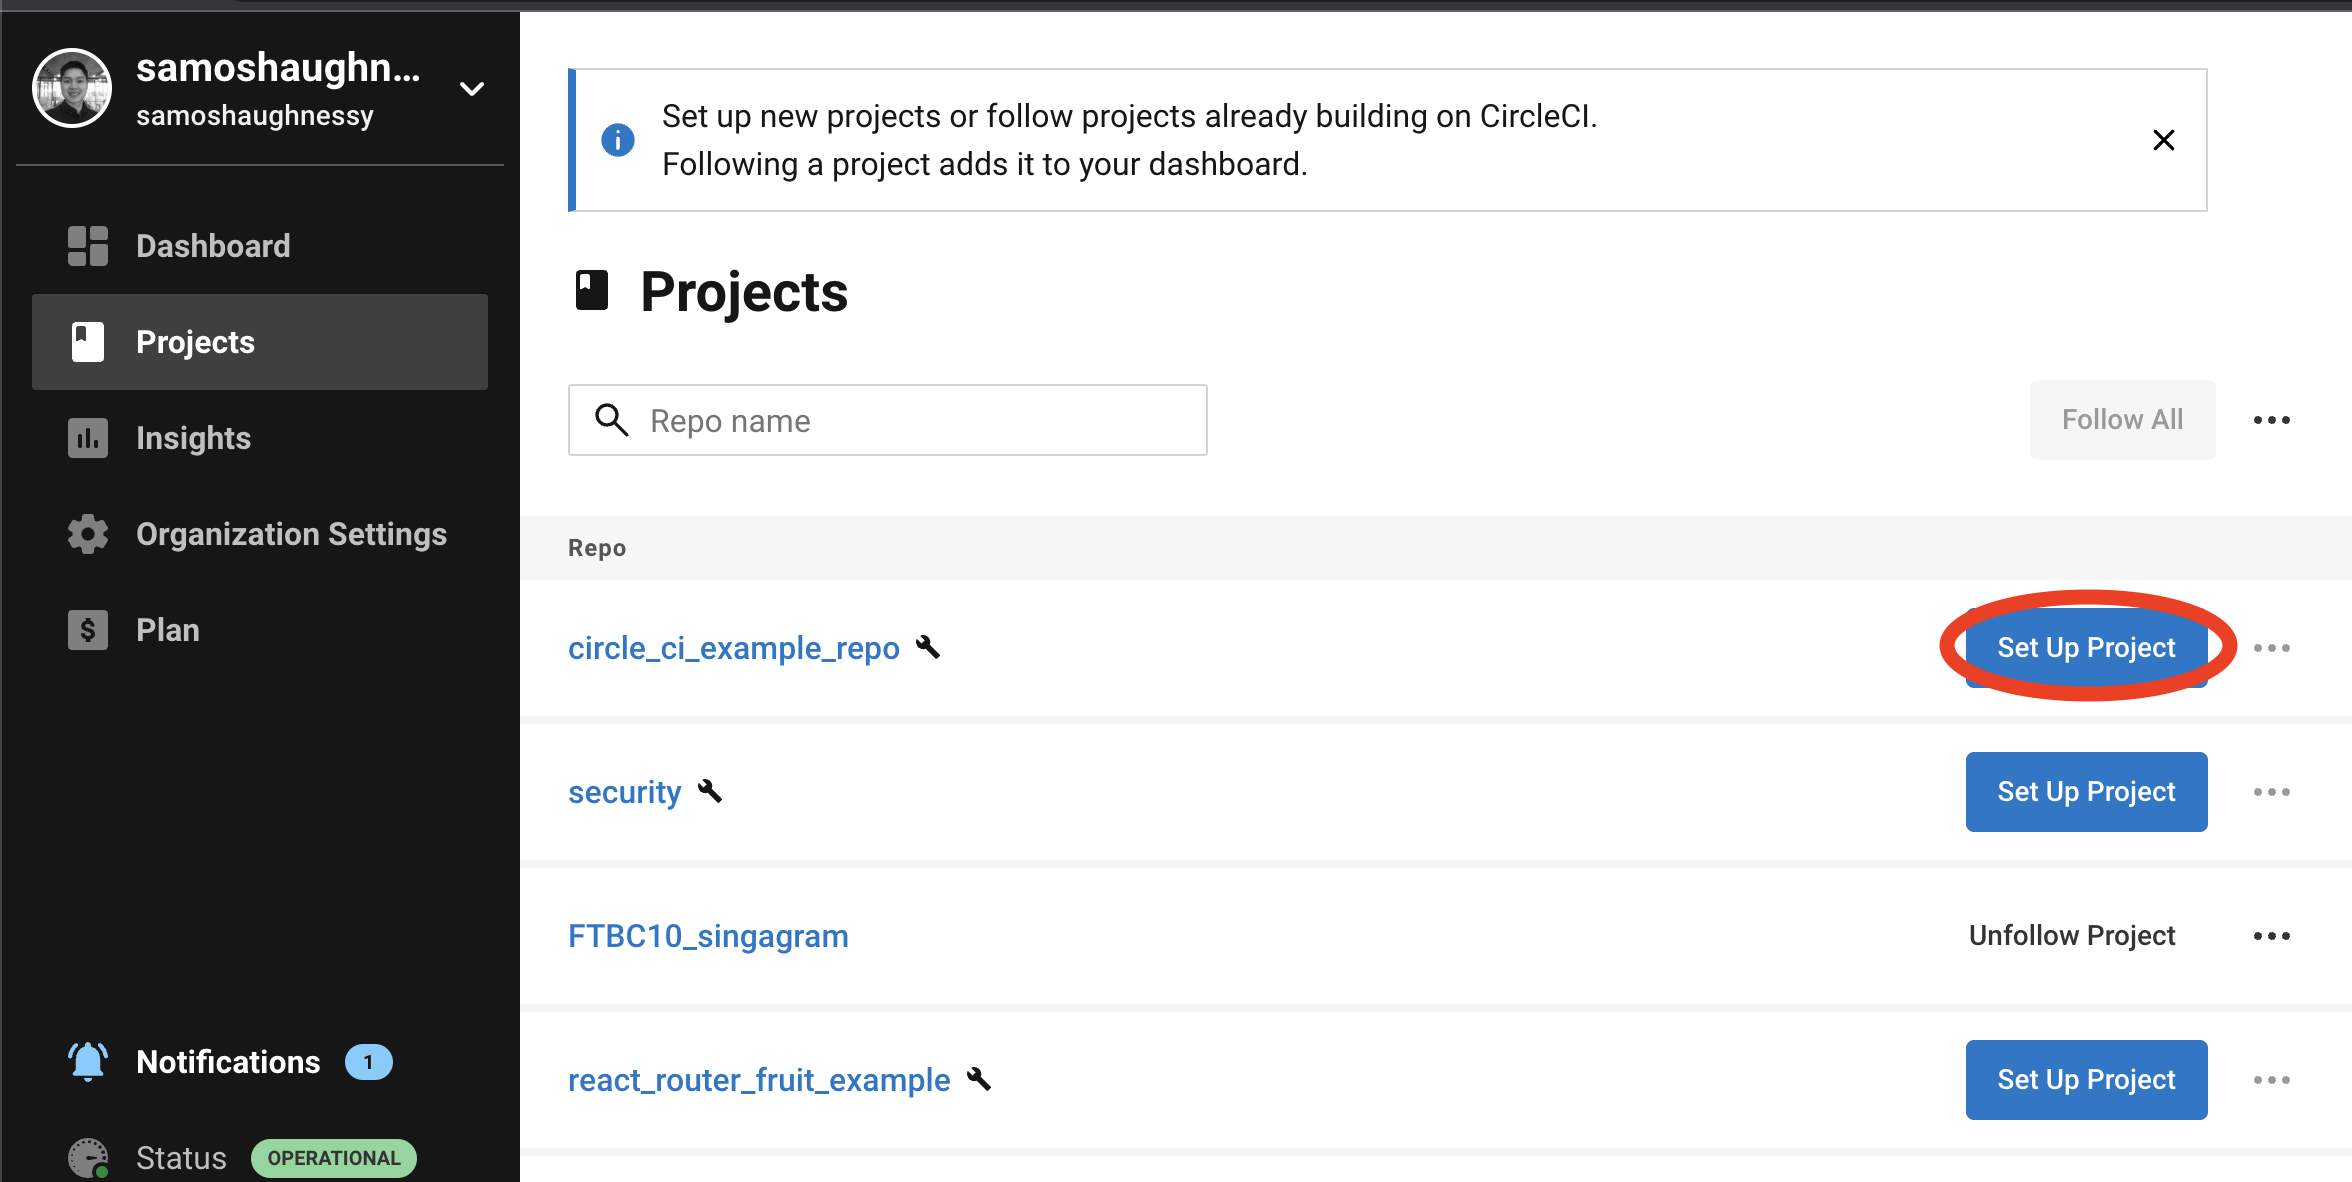 samoshaughn...
samoshaughnessy
Dashboard
Projects
Insights
Organization Settings
Plan
Notifications 1
Status OPERATIONAL
Set up new projects or follow projects already building on CircleCI.
Following a project adds it to your dashboard.
Projects
Repo name
Follow All
Repo
circle_ci_example_repo
Set Up Project
security
Set Up Project
FTBC10_singagram
Unfollow Project
react_router_fruit_example
Set Up Project